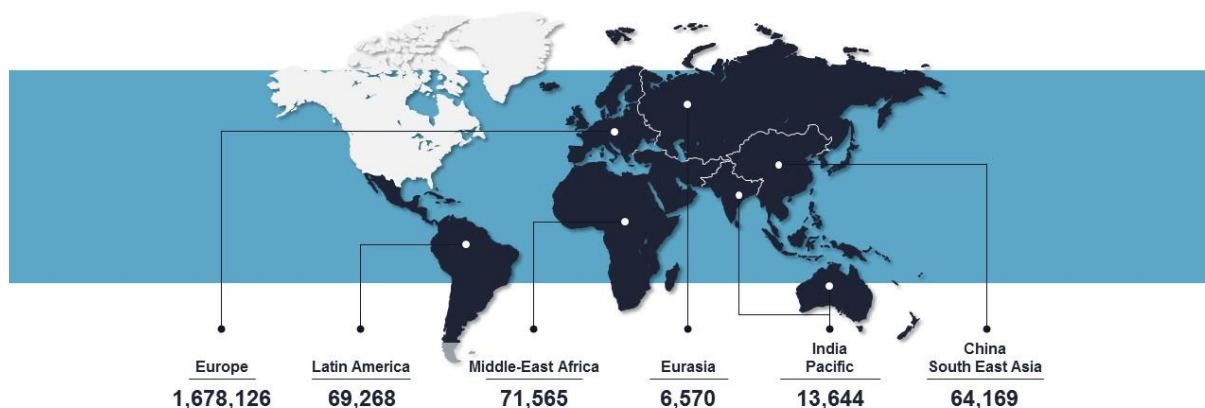 Europe
1,678,126
Latin America
69,268
Middle-East Africa
71,565
Eurasia
6,570
India
Pacific
13,644
China
South East Asia
64,169